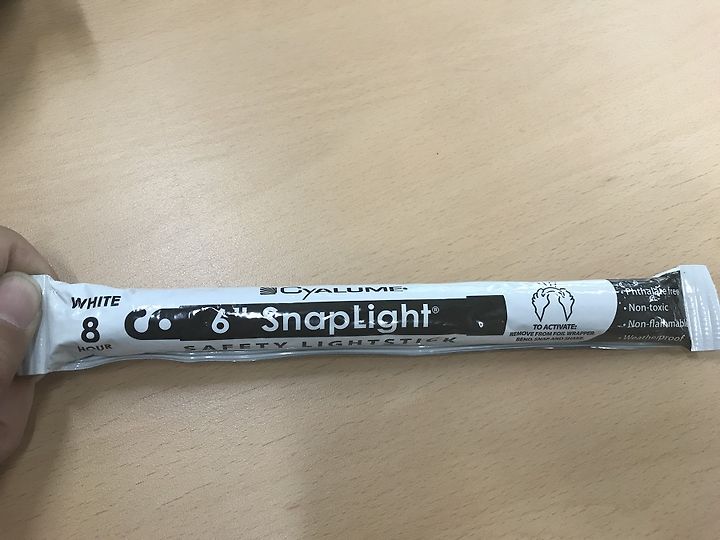 WHITE
8
HOUR
CYALUME®
6" SnapLight®
SAFETY LIGHTSTICK
TO ACTIVATE:
REMOVE FROM FOIL WRAPPER
BEND, SNAP AND SHAKE.
• Phthalate free
• Non-toxic
• Non-flammable
• Weatherproof